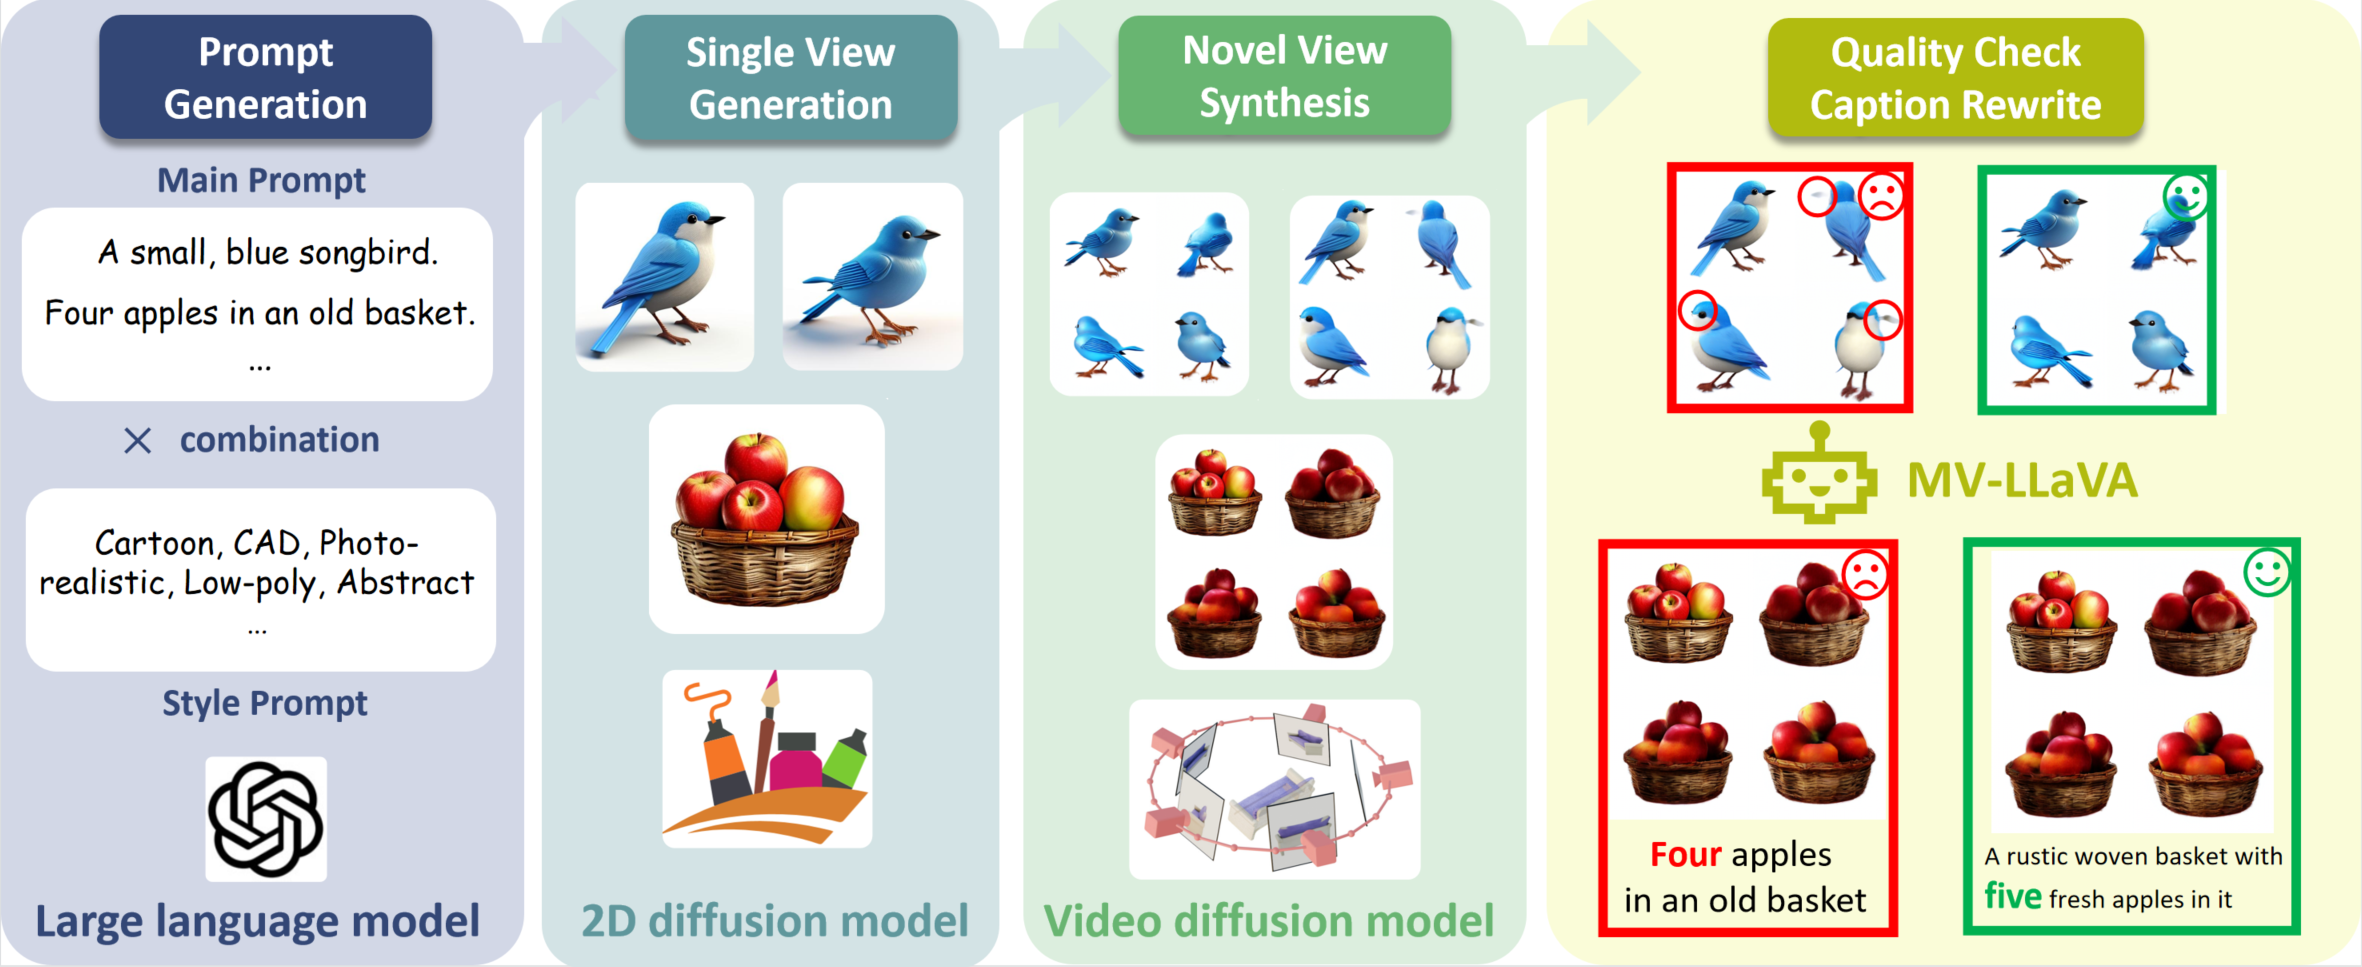 Prompt
Generation
Main Prompt
A small, blue songbird.
Four apples in an old basket.
...
× combination
Cartoon, CAD, Photo-
realistic, Low-poly, Abstract
...
Style Prompt
Large language model
Single View
Generation
2D diffusion model
Novel View
Synthesis
Video diffusion model
Quality Check
Caption Rewrite
MV-LLaVA
Four apples
in an old basket
A rustic woven basket with
five fresh apples in it